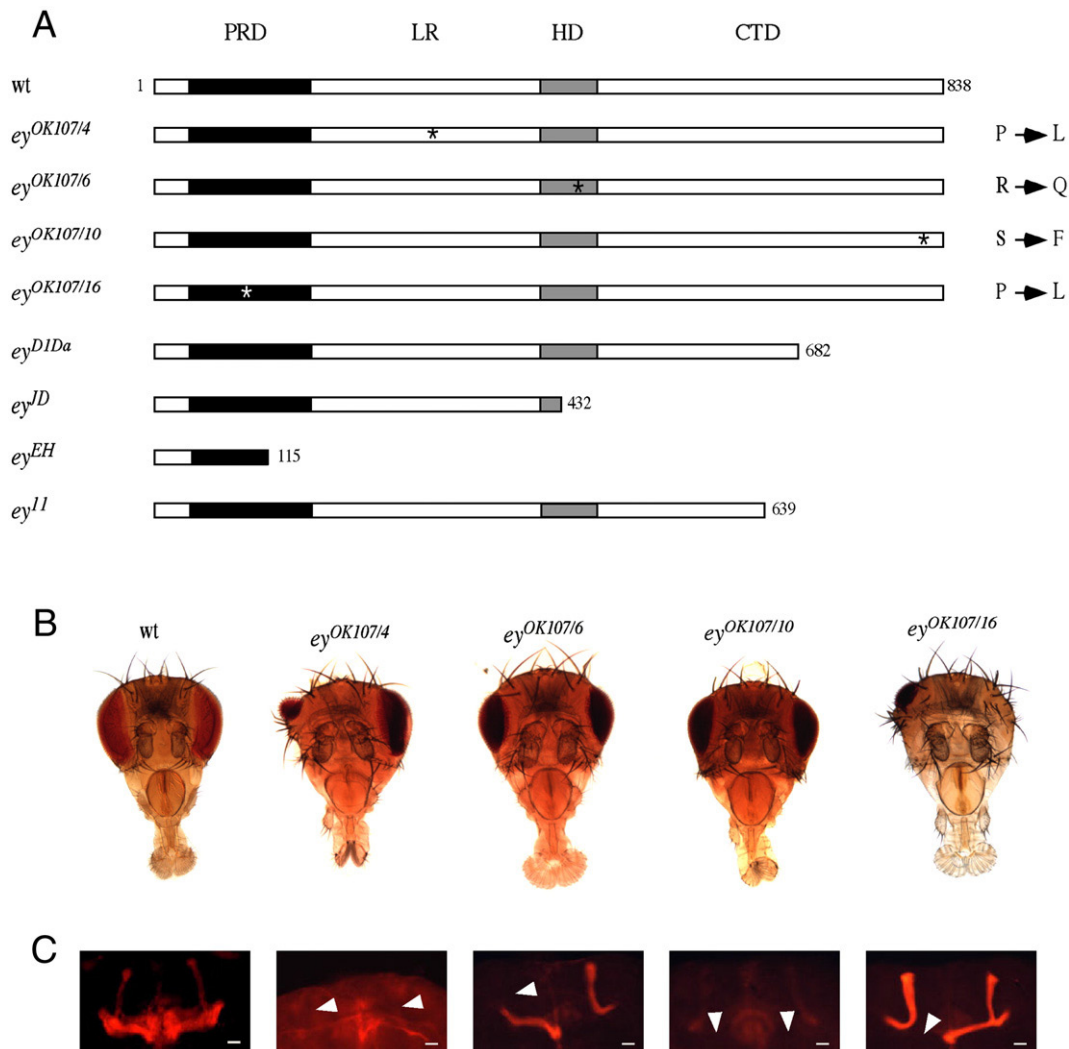 A
PRD LR HD CTD
wt 1 838
ey^OK107/4 * P → L
ey^OK107/6 * R → Q
ey^OK107/10 * S → F
ey^OK107/16 * P → L
ey^D1Da 682
ey^JD 432
ey^EH 115
ey^11 639
B
wt ey^OK107/4 ey^OK107/6 ey^OK107/10 ey^OK107/16
C